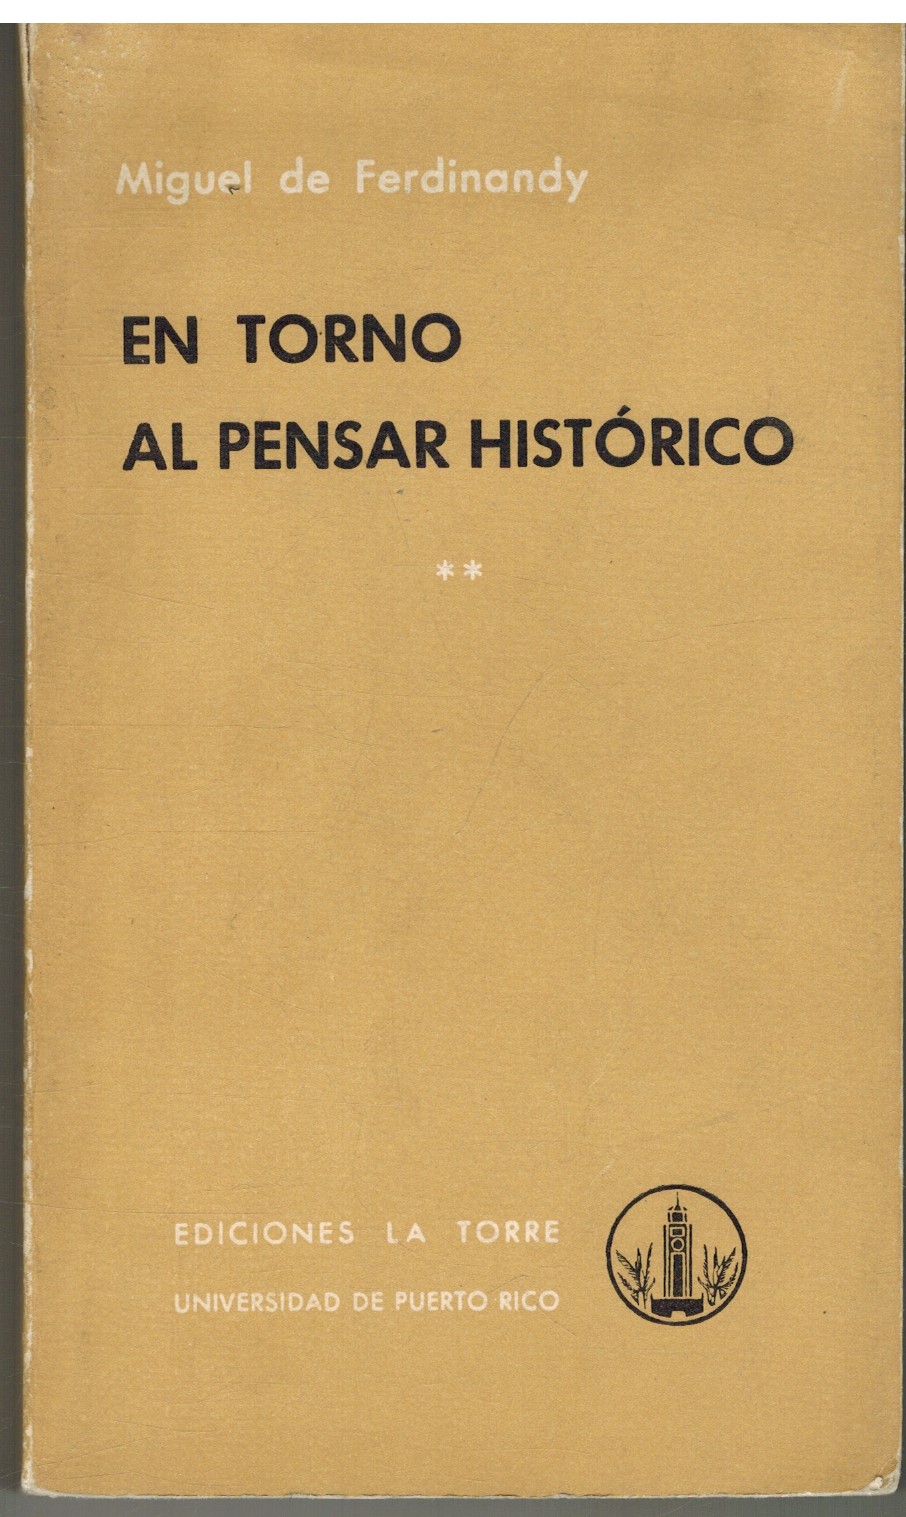 Miguel de Ferdinandy
EN TORNO
AL PENSAR HISTÓRICO
**
EDICIONES LA TORRE
UNIVERSIDAD DE PUERTO RICO